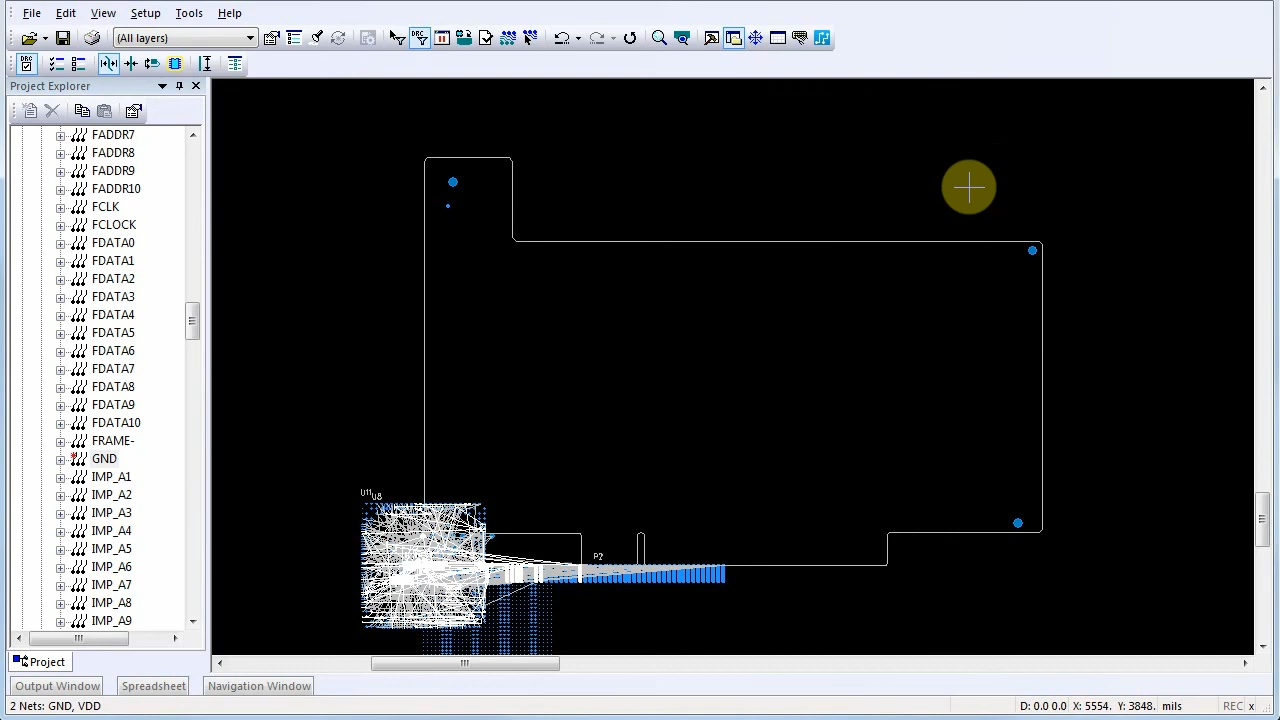 File Edit View Setup Tools Help
(All layers)
Project Explorer
FADDR7
FADDR8
FADDR9
FADDR10
FCLK
FCLOCK
FDATA0
FDATA1
FDATA2
FDATA3
FDATA4
FDATA5
FDATA6
FDATA7
FDATA8
FDATA9
FDATA10
FRAME-
GND
IMP_A1
IMP_A2
IMP_A3
IMP_A4
IMP_A5
IMP_A6
IMP_A7
IMP_A8
IMP_A9
U11 U8
P2
Project
Output Window Spreadsheet Navigation Window
2 Nets: GND, VDD D: 0.0 0.0 X: 5554. Y: 3848. mils REC x